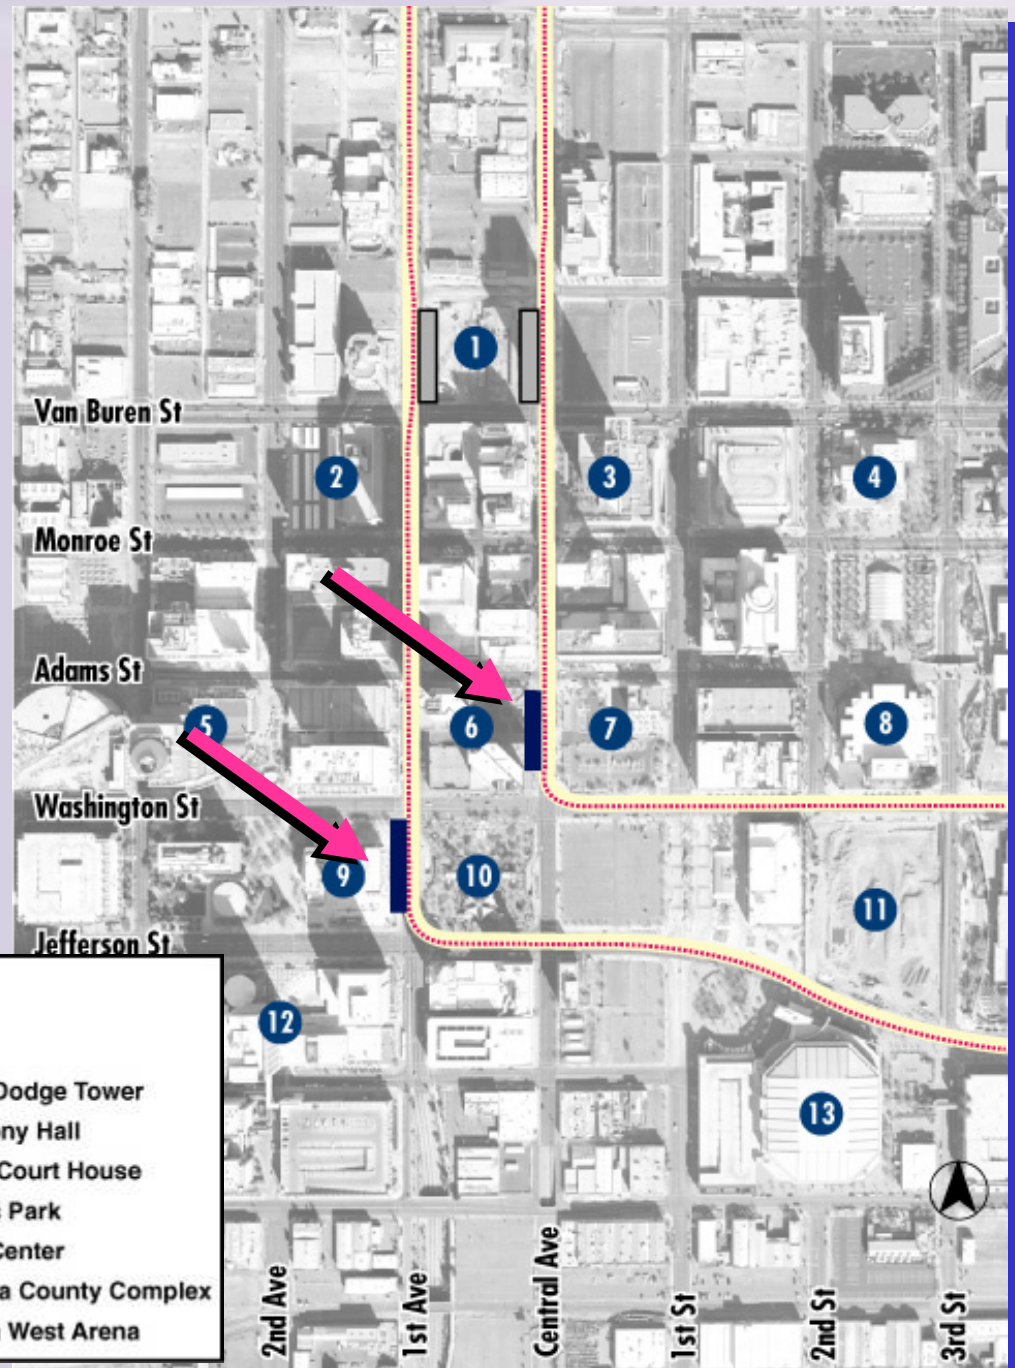 1
Van Buren St
2
3
4
Monroe St
Adams St
5
6
7
8
Washington St
9
10
11
Jefferson St
12
Dodge Tower
ny Hall
Court House
Park
Center
a County Complex
West Arena
13
2nd Ave
1st Ave
Central Ave
1st St
2nd St
3rd St